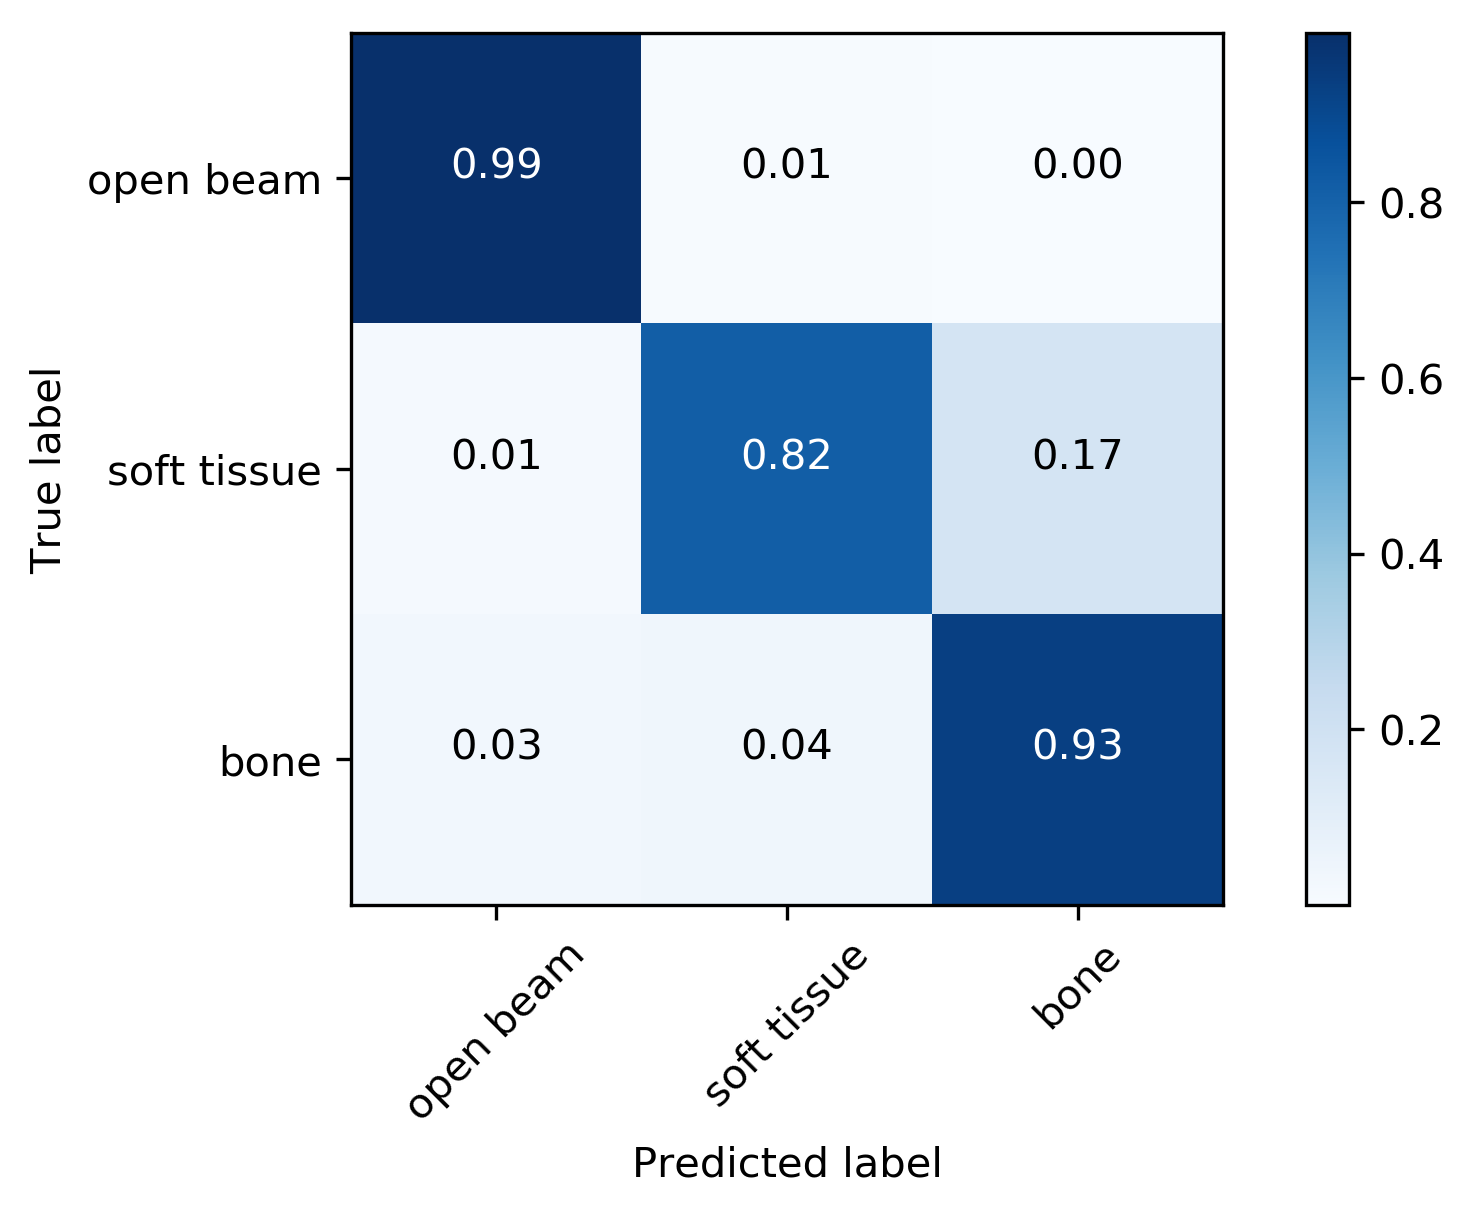 open beam 0.99 0.01 0.00
soft tissue 0.01 0.82 0.17
bone 0.03 0.04 0.93
True label
open beam soft tissue bone
Predicted label
0.8
0.6
0.4
0.2